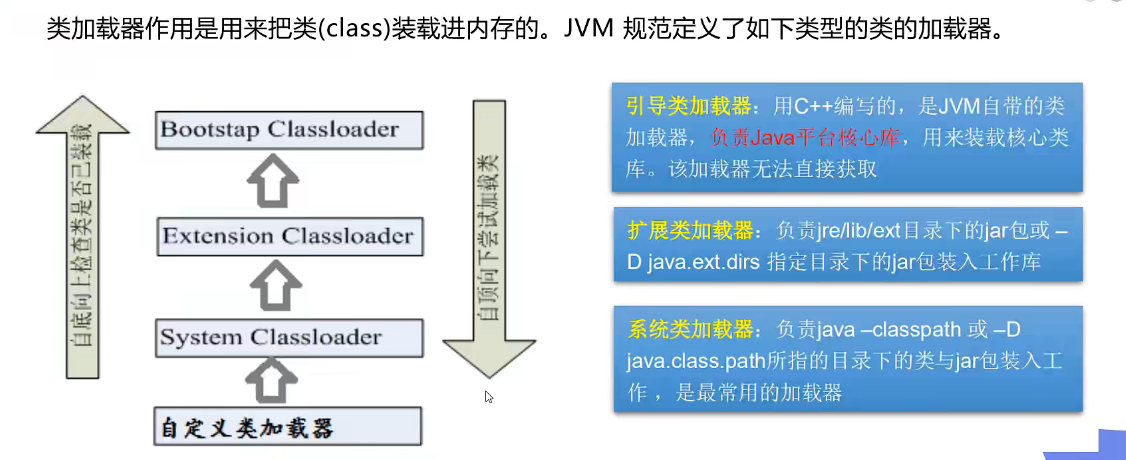 类加载器作用是用来把类(class)装载进内存的。JVM 规范定义了如下类型的类的加载器。
自底向上检查类是否已装载
Bootstap Classloader
Extension Classloader
System Classloader
自定义类加载器
自顶向下尝试加载类
引导类加载器：用C++编写的，是JVM自带的类
加载器，负责Java平台核心库，用来装载核心类
库。该加载器无法直接获取
扩展类加载器：负责jre/lib/ext目录下的jar包或 –
D java.ext.dirs 指定目录下的jar包装入工作库
系统类加载器：负责java –classpath 或 –D
java.class.path所指的目录下的类与jar包装入工
作 ，是最常用的加载器